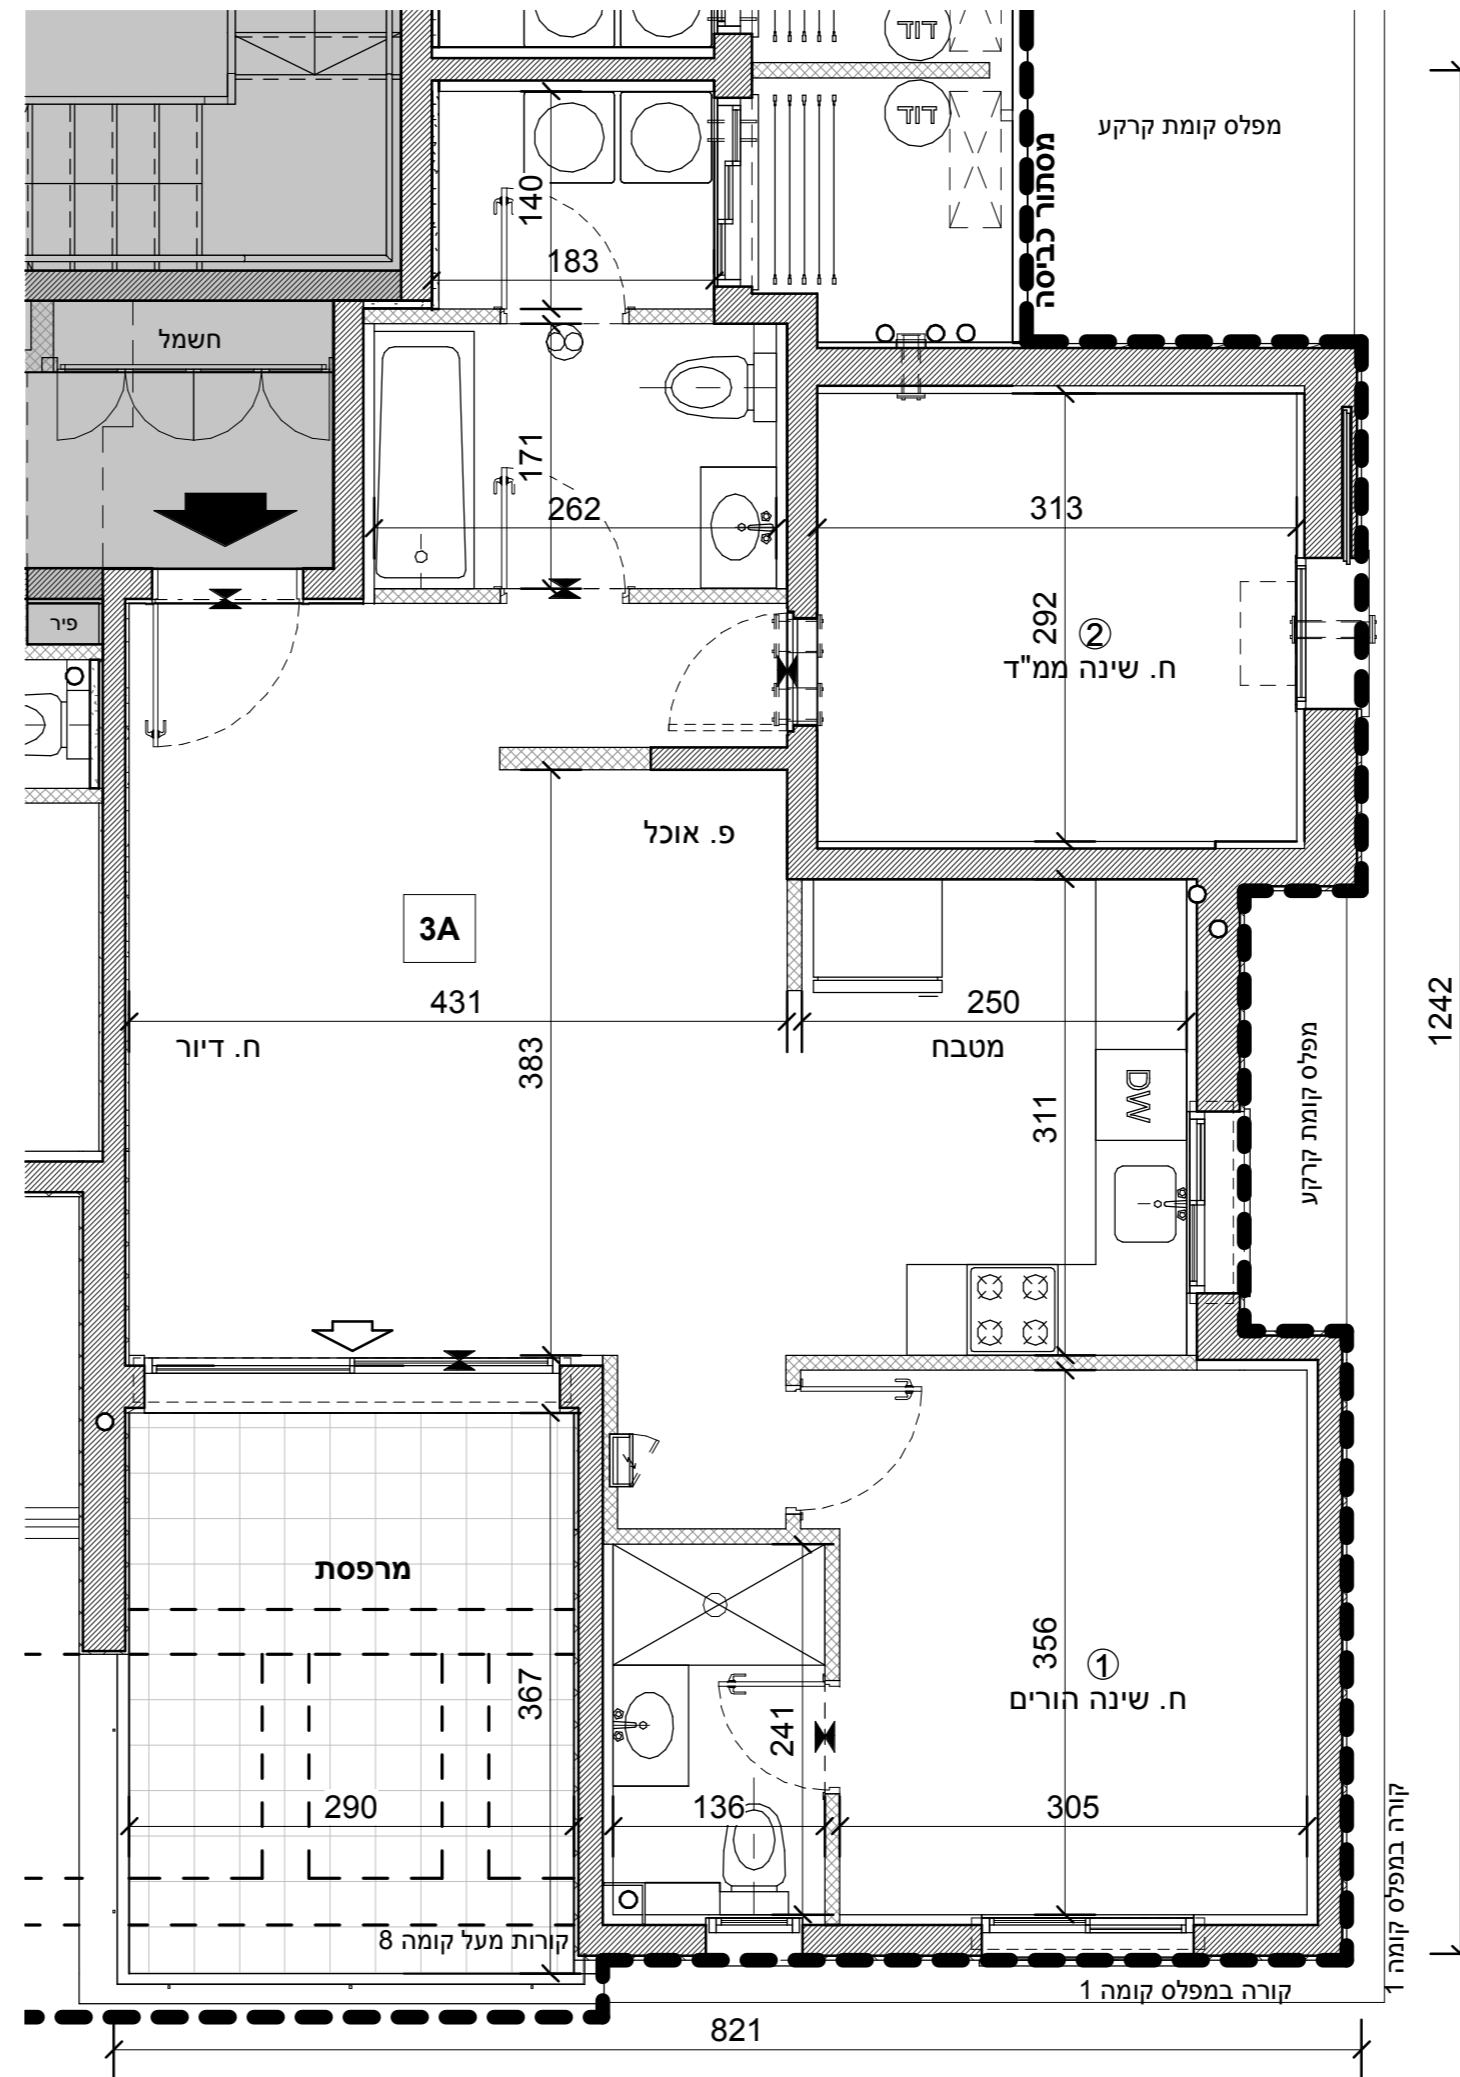 דוד
דוד
מפלס קומת קרקע
מסתור כביסה
140
183
חשמל
171
262
313
292
2
ח. שינה ממ"ד
פיר
פ. אוכל
3A
431
250
ח. דיור
מטבח
383
311
DW
מפלס קומת קרקע
1242
מרפסת
367
356
1
ח. שינה הורים
241
290
136
305
קורות מעל קומה 8
קורה במפלס קומה 1
קורה במפלס קומה 1
821